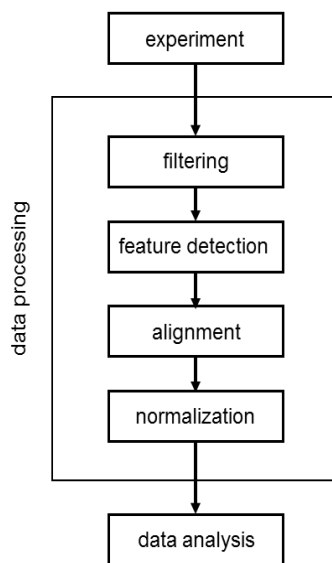 experiment
filtering
data processing
feature detection
alignment
normalization
data analysis